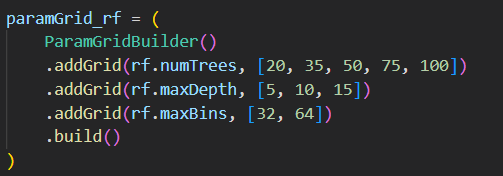 paramGrid_rf = (
    ParamGridBuilder()
    .addGrid(rf.numTrees, [20, 35, 50, 75, 100])
    .addGrid(rf.maxDepth, [5, 10, 15])
    .addGrid(rf.maxBins, [32, 64])
    .build()
)